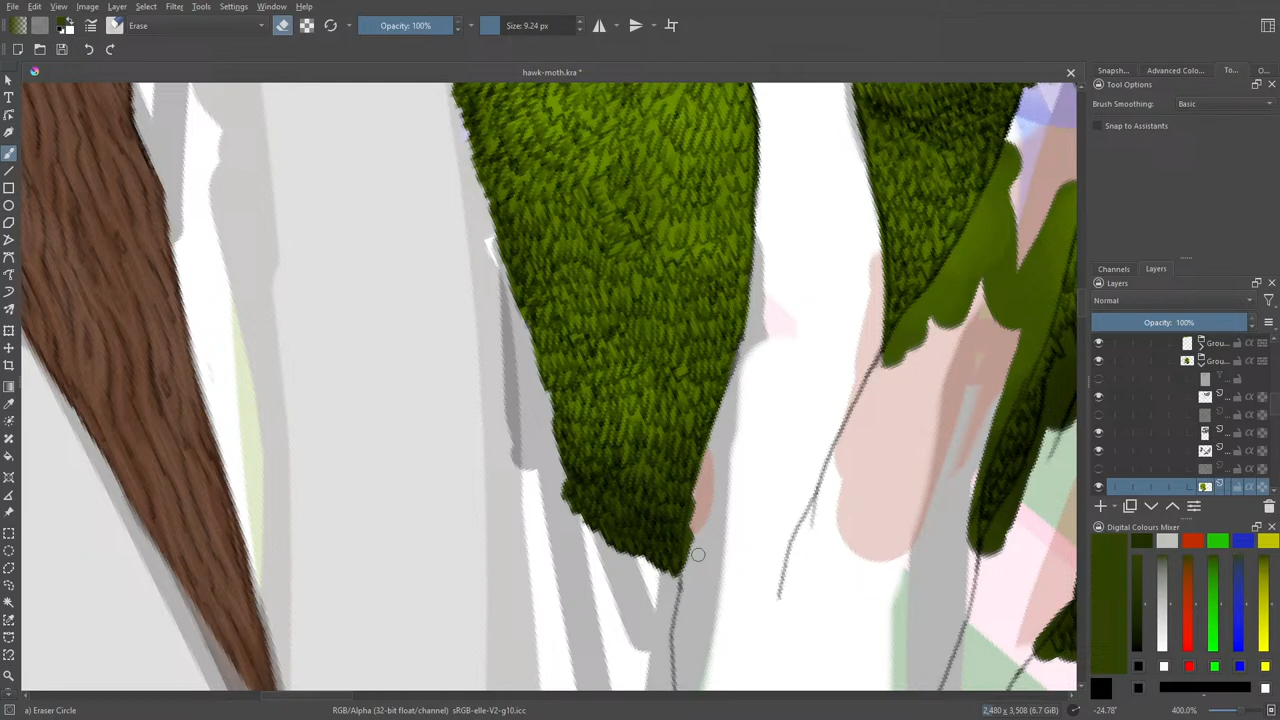 File Edit View Image Layer Select Filter Tools Settings Window Help
Erase Opacity: 100% Size: 9.24 px
hawk-moth.kra *
Snapsh... Advanced Colo... To... O...
Tool Options
Brush Smoothing: Basic
Snap to Assistants
Channels Layers
Layers
Normal
Opacity: 100%
Grou...
Grou...
Digital Colours Mixer
a) Eraser Circle RGB/Alpha (32-bit float/channel) sRGB-elle-V2-g10.icc 2,480 x 3,508 (6.7 GiB) -24.78° 400.0%